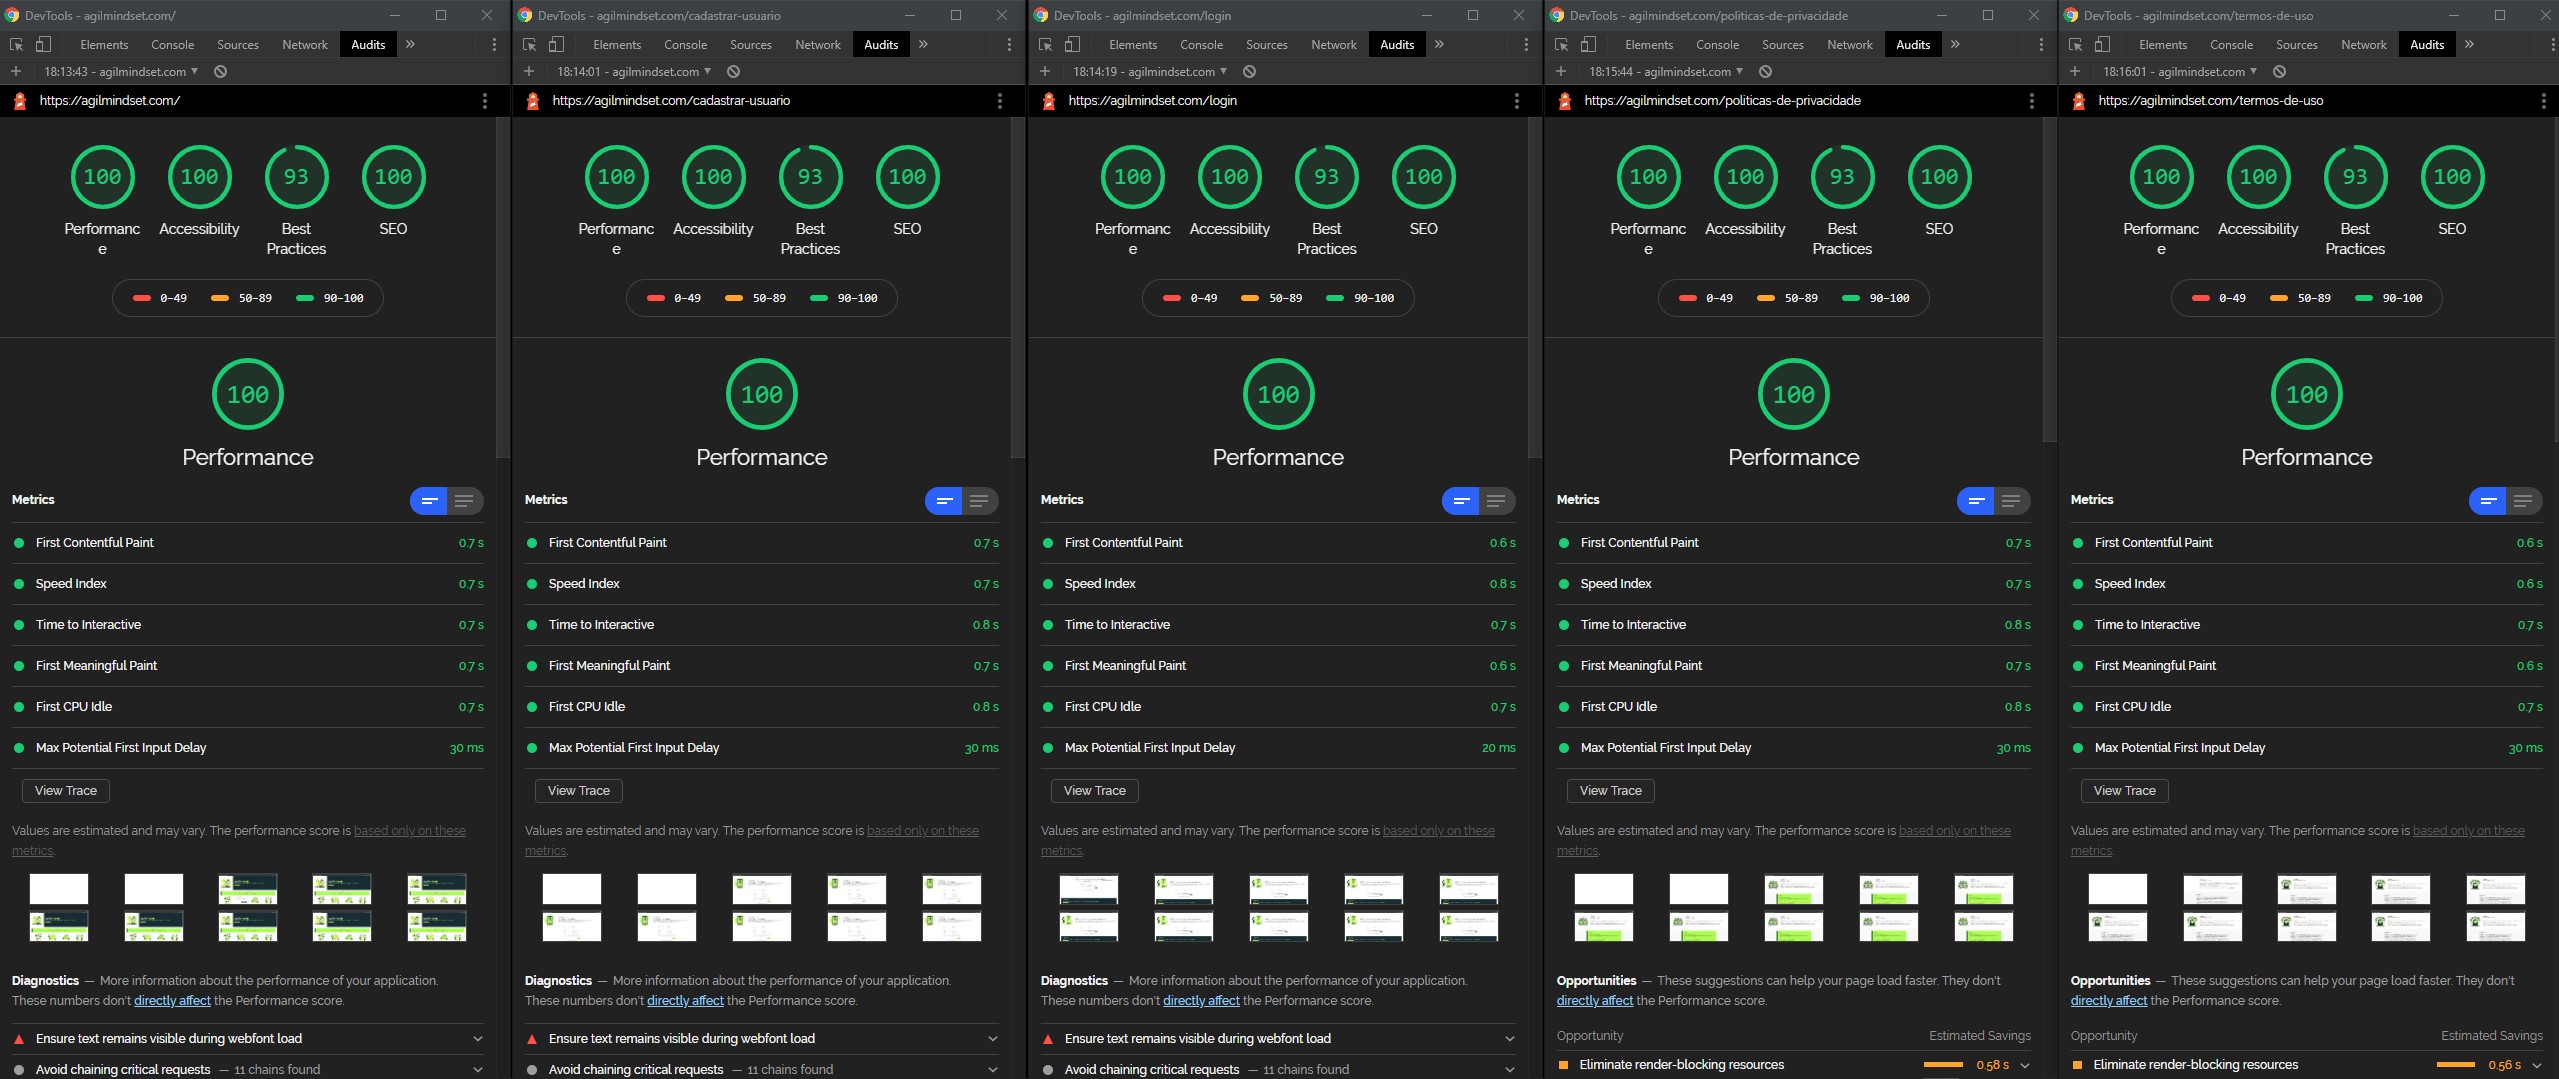 DevTools - agilmindset.com/
Elements Console Sources Network Audits »
18:13:43 - agilmindset.com
https://agilmindset.com/
100 100 93 100
Performanc
e
Accessibility
Best
Practices
SEO
0–49 50–89 90–100
100
Performance
Metrics
First Contentful Paint 0.7 s
Speed Index 0.7 s
Time to Interactive 0.7 s
First Meaningful Paint 0.7 s
First CPU Idle 0.7 s
Max Potential First Input Delay 30 ms
View Trace
Values are estimated and may vary. The performance score is based only on these
metrics.
Diagnostics — More information about the performance of your application.
These numbers don't directly affect the Performance score.
Ensure text remains visible during webfont load
Avoid chaining critical requests — 11 chains found
DevTools - agilmindset.com/cadastrar-usuario
Elements Console Sources Network Audits »
18:14:01 - agilmindset.com
https://agilmindset.com/cadastrar-usuario
100 100 93 100
Performanc
e
Accessibility
Best
Practices
SEO
0–49 50–89 90–100
100
Performance
Metrics
First Contentful Paint 0.7 s
Speed Index 0.7 s
Time to Interactive 0.8 s
First Meaningful Paint 0.7 s
First CPU Idle 0.8 s
Max Potential First Input Delay 30 ms
View Trace
Values are estimated and may vary. The performance score is based only on these
metrics.
Diagnostics — More information about the performance of your application.
These numbers don't directly affect the Performance score.
Ensure text remains visible during webfont load
Avoid chaining critical requests — 11 chains found
DevTools - agilmindset.com/login
Elements Console Sources Network Audits »
18:14:19 - agilmindset.com
https://agilmindset.com/login
100 100 93 100
Performanc
e
Accessibility
Best
Practices
SEO
0–49 50–89 90–100
100
Performance
Metrics
First Contentful Paint 0.6 s
Speed Index 0.8 s
Time to Interactive 0.7 s
First Meaningful Paint 0.6 s
First CPU Idle 0.7 s
Max Potential First Input Delay 20 ms
View Trace
Values are estimated and may vary. The performance score is based only on these
metrics.
Diagnostics — More information about the performance of your application.
These numbers don't directly affect the Performance score.
Ensure text remains visible during webfont load
Avoid chaining critical requests — 11 chains found
DevTools - agilmindset.com/politicas-de-privacidade
Elements Console Sources Network Audits »
18:15:44 - agilmindset.com
https://agilmindset.com/politicas-de-privacidade
100 100 93 100
Performanc
e
Accessibility
Best
Practices
SEO
0–49 50–89 90–100
100
Performance
Metrics
First Contentful Paint 0.7 s
Speed Index 0.7 s
Time to Interactive 0.8 s
First Meaningful Paint 0.7 s
First CPU Idle 0.8 s
Max Potential First Input Delay 30 ms
View Trace
Values are estimated and may vary. The performance score is based only on these
metrics.
Opportunities — These suggestions can help your page load faster. They don't
directly affect the Performance score.
Opportunity Estimated Savings
Eliminate render-blocking resources 0.58 s
DevTools - agilmindset.com/termos-de-uso
Elements Console Sources Network Audits »
18:16:01 - agilmindset.com
https://agilmindset.com/termos-de-uso
100 100 93 100
Performanc
e
Accessibility
Best
Practices
SEO
0–49 50–89 90–100
100
Performance
Metrics
First Contentful Paint 0.6 s
Speed Index 0.6 s
Time to Interactive 0.7 s
First Meaningful Paint 0.6 s
First CPU Idle 0.7 s
Max Potential First Input Delay 30 ms
View Trace
Values are estimated and may vary. The performance score is based only on these
metrics.
Opportunities — These suggestions can help your page load faster. They don't
directly affect the Performance score.
Opportunity Estimated Savings
Eliminate render-blocking resources 0.56 s